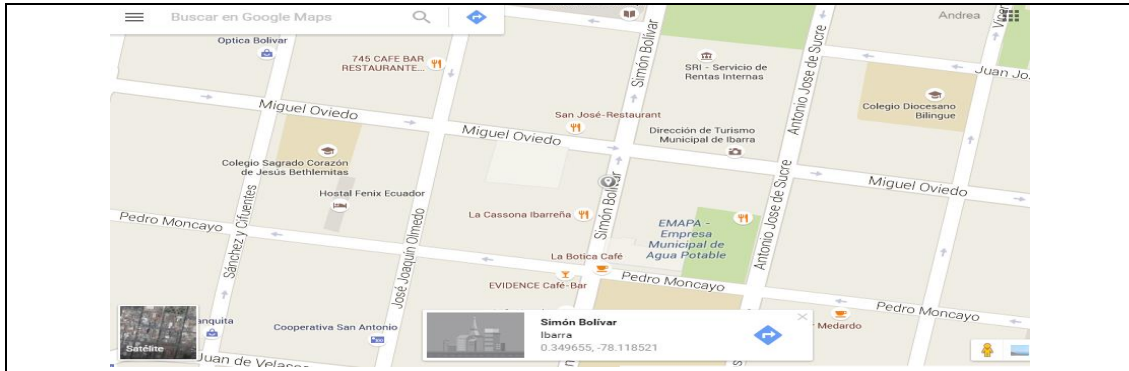 Buscar en Google Maps
Andrea
Optica Bolivar
745 CAFE BAR
RESTAURANTE...
Simón Bolívar
SRI - Servicio de
Rentas Internas
Antonio Jose de Sucre
Juan Jo.
Colegio Diocesano
Bilingue
Miguel Oviedo
San José-Restaurant
Miguel Oviedo
Dirección de Turismo
Municipal de Ibarra
Colegio Sagrado Corazón
de Jesús Bethlemitas
Miguel Oviedo
Hostal Fenix Ecuador
Sánchez y Cifuentes
José Joaquín Olmedo
Simón Bolívar
Antonio Jose de Sucre
Pedro Moncayo
La Cassona Ibarreña
EMAPA -
Empresa
Municipal de
Agua Potable
La Botica Café
Pedro Moncayo
EVIDENCE Café-Bar
Pedro Moncayo
anquita
Cooperativa San Antonio
Simón Bolívar
Ibarra
0.349655, -78.118521
Medardo
Satélite
Juan de Velasc